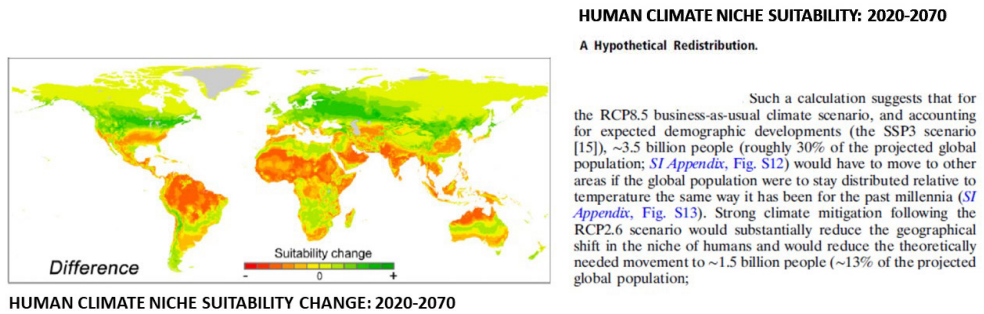 HUMAN CLIMATE NICHE SUITABILITY: 2020-2070
A Hypothetical Redistribution.
Such a calculation suggests that for
the RCP8.5 business-as-usual climate scenario, and accounting
for expected demographic developments (the SSP3 scenario
[15]), ~3.5 billion people (roughly 30% of the projected global
population; SI Appendix, Fig. S12) would have to move to other
areas if the global population were to stay distributed relative to
temperature the same way it has been for the past millennia (SI
Appendix, Fig. S13). Strong climate mitigation following the
RCP2.6 scenario would substantially reduce the geographical
shift in the niche of humans and would reduce the theoretically
needed movement to ~1.5 billion people (~13% of the projected
global population;
Suitability change
- 0 +
Difference
HUMAN CLIMATE NICHE SUITABILITY CHANGE: 2020-2070